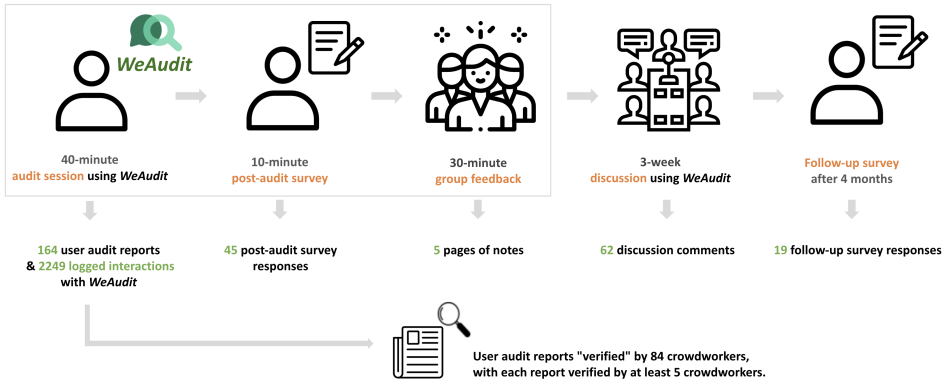 WeAudit
40-minute
audit session using WeAudit
10-minute
post-audit survey
30-minute
group feedback
3-week
discussion using WeAudit
Follow-up survey
after 4 months
164 user audit reports
& 2249 logged interactions
with WeAudit
45 post-audit survey
responses
5 pages of notes
62 discussion comments
19 follow-up survey responses
User audit reports "verified" by 84 crowdworkers,
with each report verified by at least 5 crowdworkers.